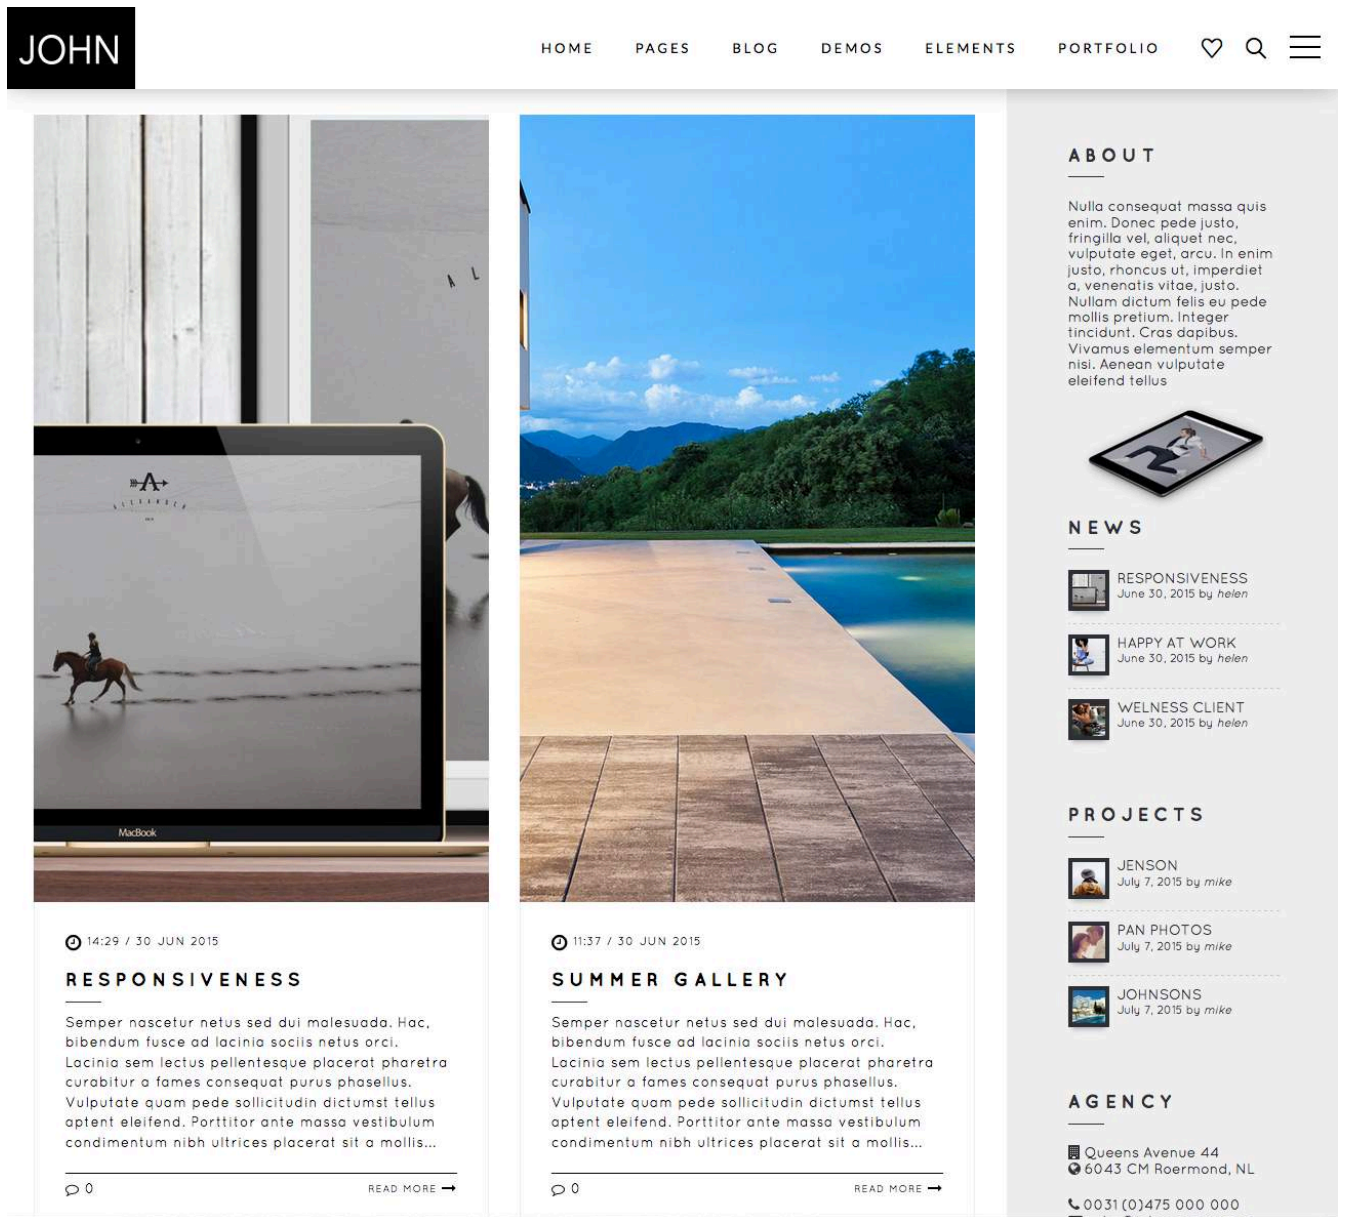 JOHN
HOME PAGES BLOG DEMOS ELEMENTS PORTFOLIO
A L
A
ALEXANDER
MacBook
14:29 / 30 JUN 2015
RESPONSIVENESS
Semper nascetur netus sed dui malesuada. Hac,
bibendum fusce ad lacinia sociis netus orci.
Lacinia sem lectus pellentesque placerat pharetra
curabitur a fames consequat purus phasellus.
Vulputate quam pede sollicitudin dictumst tellus
aptent eleifend. Porttitor ante massa vestibulum
condimentum nibh ultrices placerat sit a mollis...
0
READ MORE
11:37 / 30 JUN 2015
SUMMER GALLERY
Semper nascetur netus sed dui malesuada. Hac,
bibendum fusce ad lacinia sociis netus orci.
Lacinia sem lectus pellentesque placerat pharetra
curabitur a fames consequat purus phasellus.
Vulputate quam pede sollicitudin dictumst tellus
aptent eleifend. Porttitor ante massa vestibulum
condimentum nibh ultrices placerat sit a mollis...
0
READ MORE
ABOUT
Nulla consequat massa quis
enim. Donec pede justo,
fringilla vel, aliquet nec,
vulputate eget, arcu. In enim
justo, rhoncus ut, imperdiet
a, venenatis vitae, justo.
Nullam dictum felis eu pede
mollis pretium. Integer
tincidunt. Cras dapibus.
Vivamus elementum semper
nisi. Aenean vulputate
eleifend tellus
NEWS
RESPONSIVENESS
June 30, 2015 by helen
HAPPY AT WORK
June 30, 2015 by helen
WELNESS CLIENT
June 30, 2015 by helen
PROJECTS
JENSON
July 7, 2015 by mike
PAN PHOTOS
July 7, 2015 by mike
JOHNSONS
July 7, 2015 by mike
AGENCY
Queens Avenue 44
6043 CM Roermond, NL
0031 (0)475 000 000